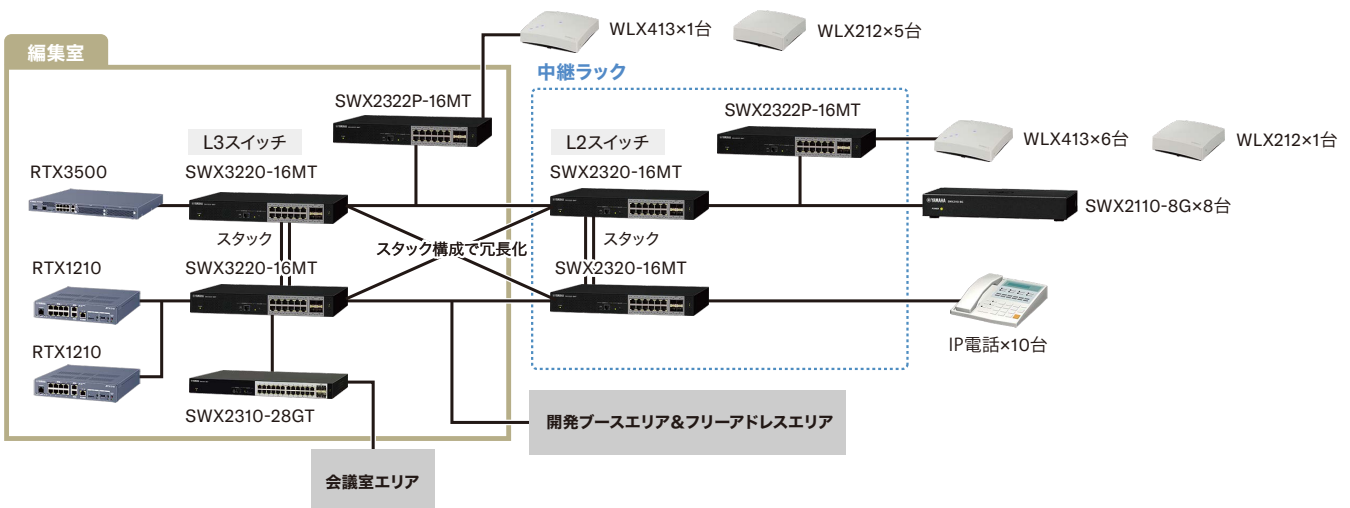 WLX413×1台
WLX212×5台
編集室
中継ラック
SWX2322P-16MT
SWX2322P-16MT
L3スイッチ
L2スイッチ
WLX413×6台
WLX212×1台
RTX3500
SWX3220-16MT
SWX2320-16MT
YAMAHA
SWX2110-8G×8台
スタック
スタック構成で冗長化
スタック
RTX1210
SWX3220-16MT
SWX2320-16MT
IP電話×10台
RTX1210
SWX2310-28GT
開発ブースエリア&フリーアドレスエリア
会議室エリア